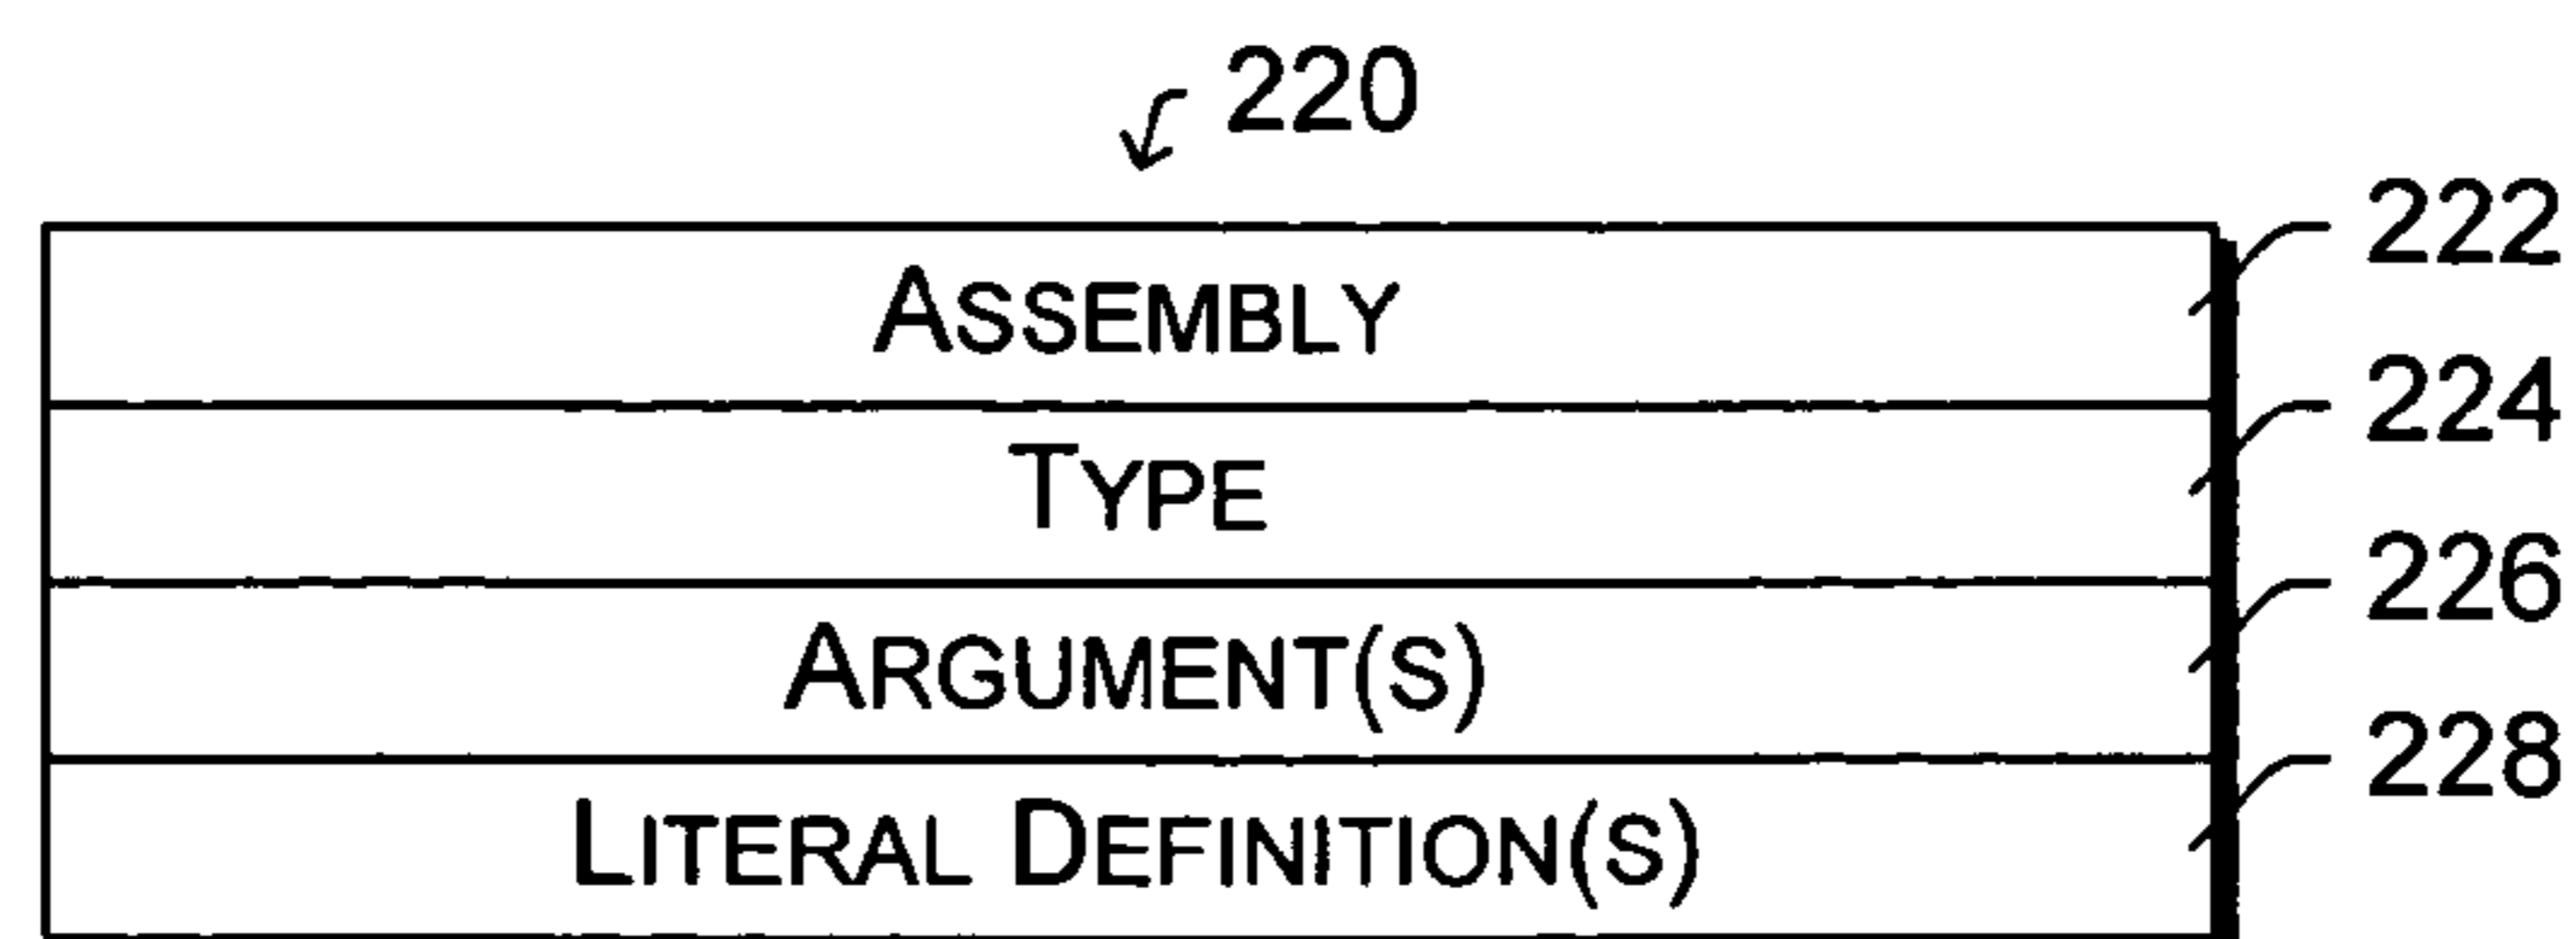 220
ASSEMBLY 222
TYPE 224
ARGUMENT(S) 226
LITERAL DEFINITION(S) 228